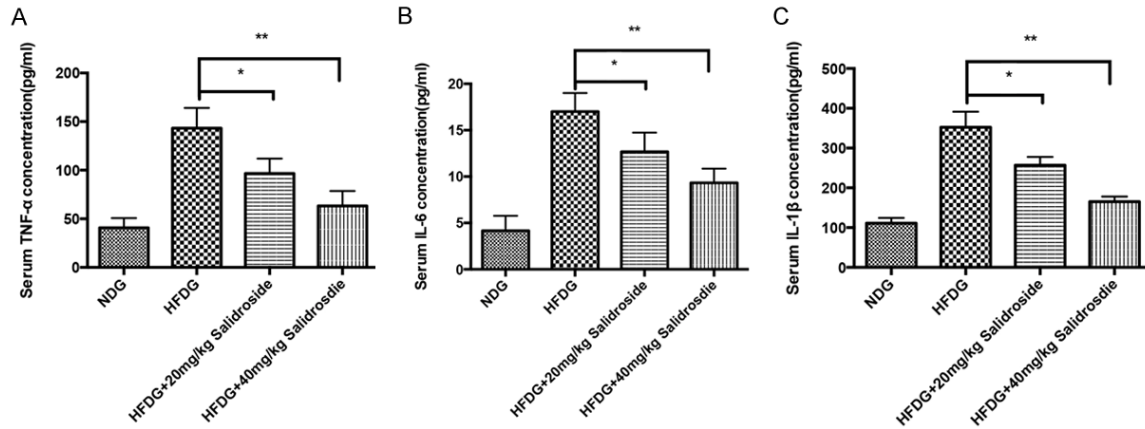 A
Serum TNF-α concentration(pg/ml)
200
150
100
50
0
**
*
NDG
HFDG
HFDG+20mg/kg Salidroside
HFDG+40mg/kg Salidrosdie
B
Serum IL-6 concentration(pg/ml)
20
15
10
5
0
**
*
NDG
HFDG
HFDG+20mg/kg Salidroside
HFDG+40mg/kg Salidrosdie
C
Serum IL-1β concentration(pg/ml)
500
400
300
200
100
0
**
*
NDG
HFDG
HFDG+20mg/kg Salidroside
HFDG+40mg/kg Salidrosdie